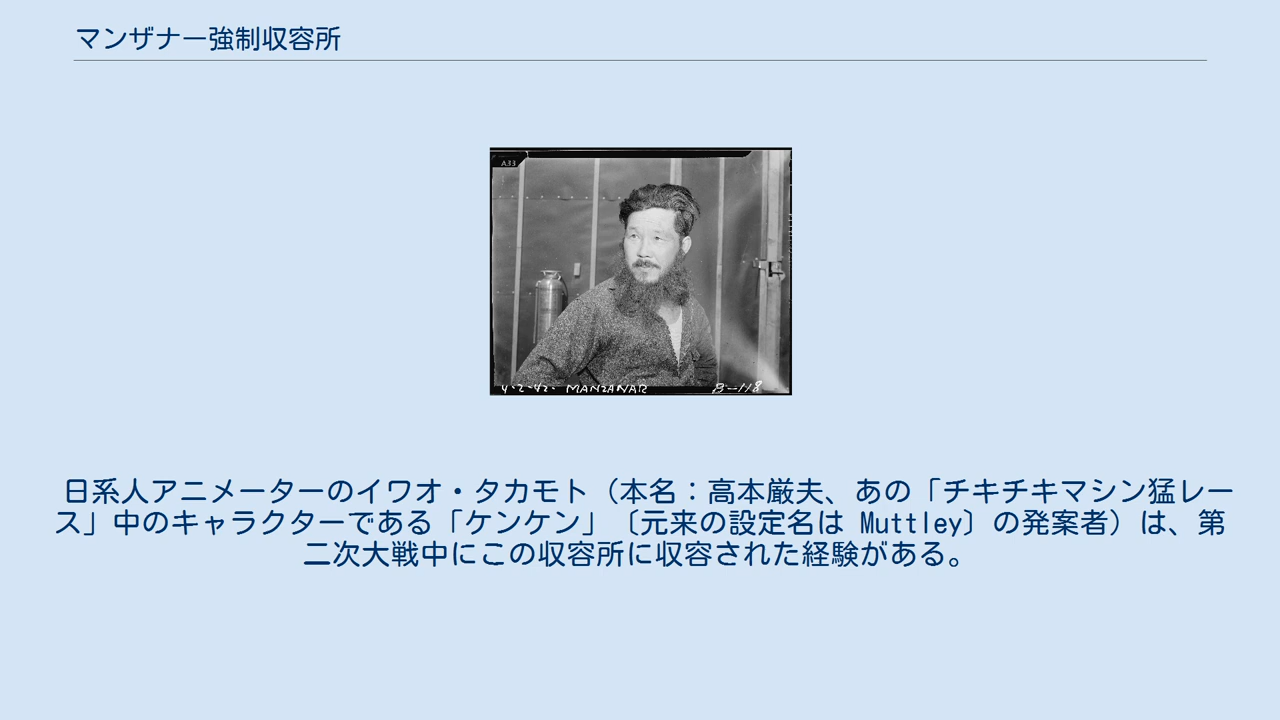 マンザナー強制収容所
A33
4-2-42- MANZANAR B-118
日系人アニメーターのイワオ・タカモト（本名：高本厳夫、あの「チキチキマシン猛レー
ス」中のキャラクターである「ケンケン」〔元来の設定名は Muttley〕の発案者）は、第
二次大戦中にこの収容所に収容された経験がある。